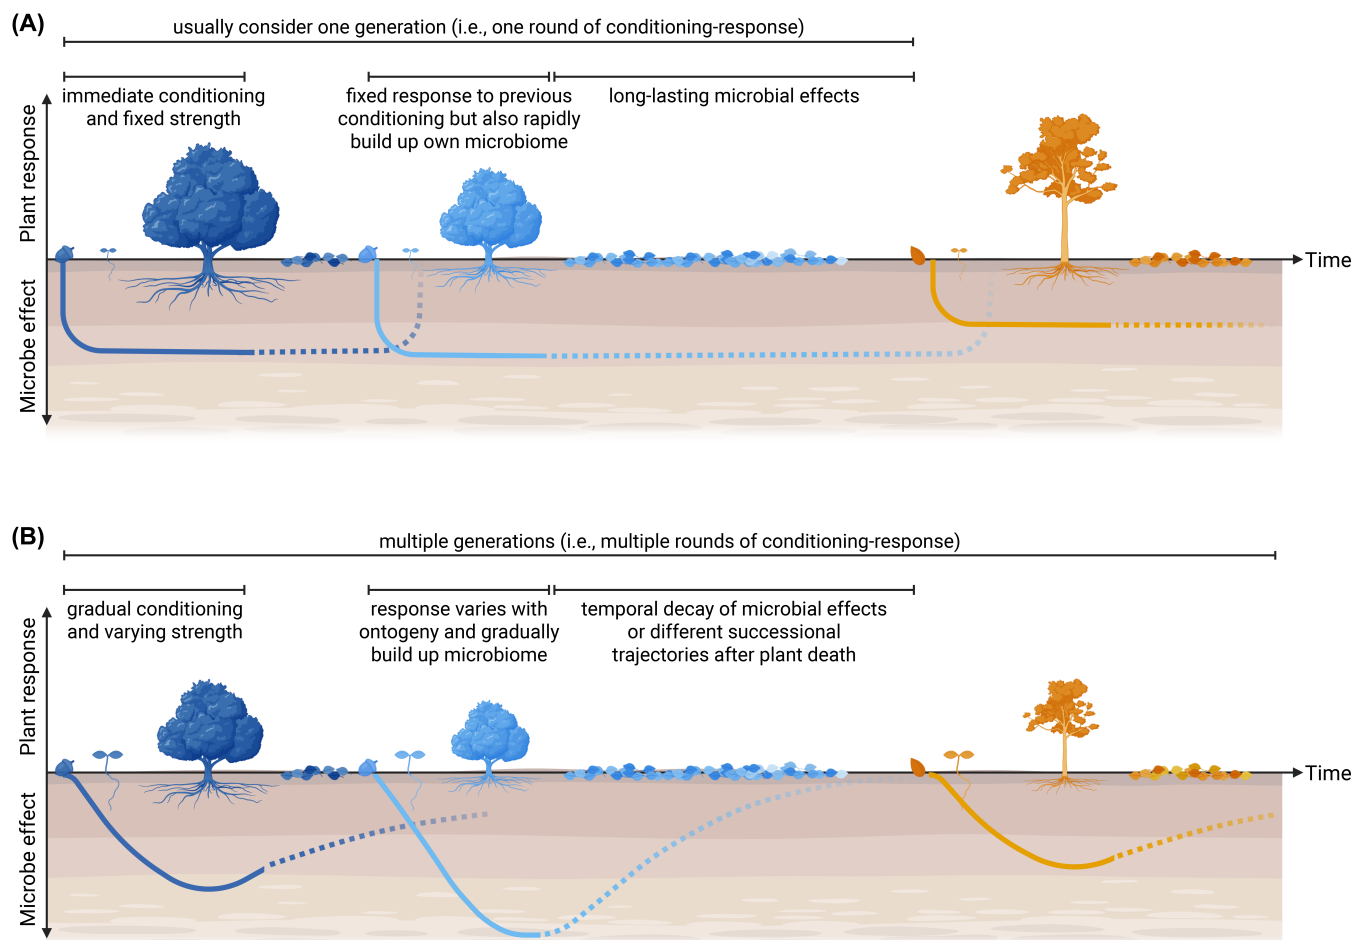 (A)
usually consider one generation (i.e., one round of conditioning-response)
immediate conditioning
and fixed strength
fixed response to previous
conditioning but also rapidly
build up own microbiome
long-lasting microbial effects
Plant response
Microbe effect
Time
(B)
multiple generations (i.e., multiple rounds of conditioning-response)
gradual conditioning
and varying strength
response varies with
ontogeny and gradually
build up microbiome
temporal decay of microbial effects
or different successional
trajectories after plant death
Plant response
Microbe effect
Time